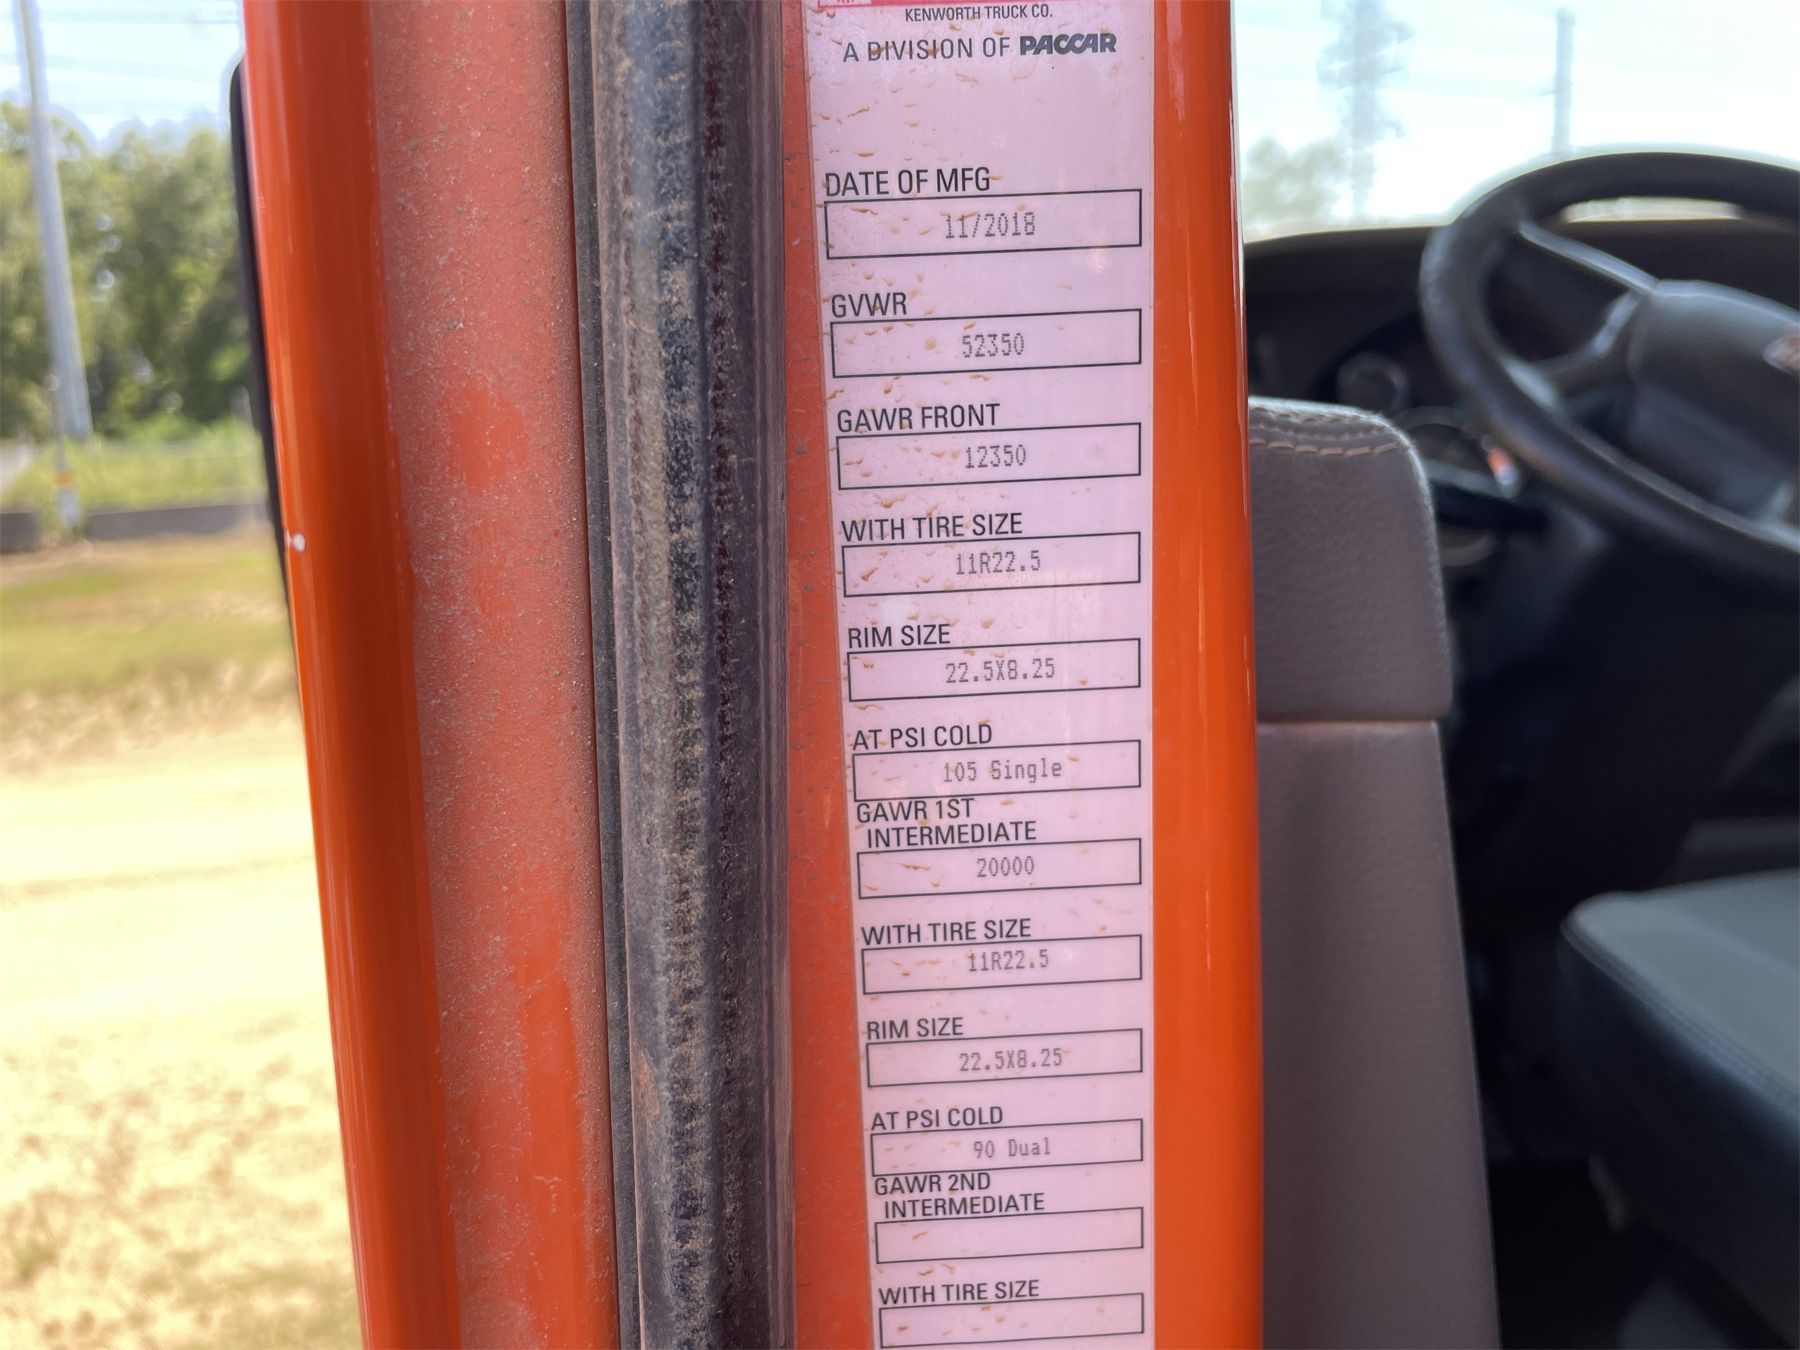 KENWORTH TRUCK CO.
A DIVISION OF PACCAR
DATE OF MFG
11/2018
GVWR
52350
GAWR FRONT
12350
WITH TIRE SIZE
11R22.5
RIM SIZE
22.5X8.25
AT PSI COLD
105 Single
GAWR 1ST
INTERMEDIATE
20000
WITH TIRE SIZE
11R22.5
RIM SIZE
22.5X8.25
AT PSI COLD
90 Dual
GAWR 2ND
INTERMEDIATE
WITH TIRE SIZE